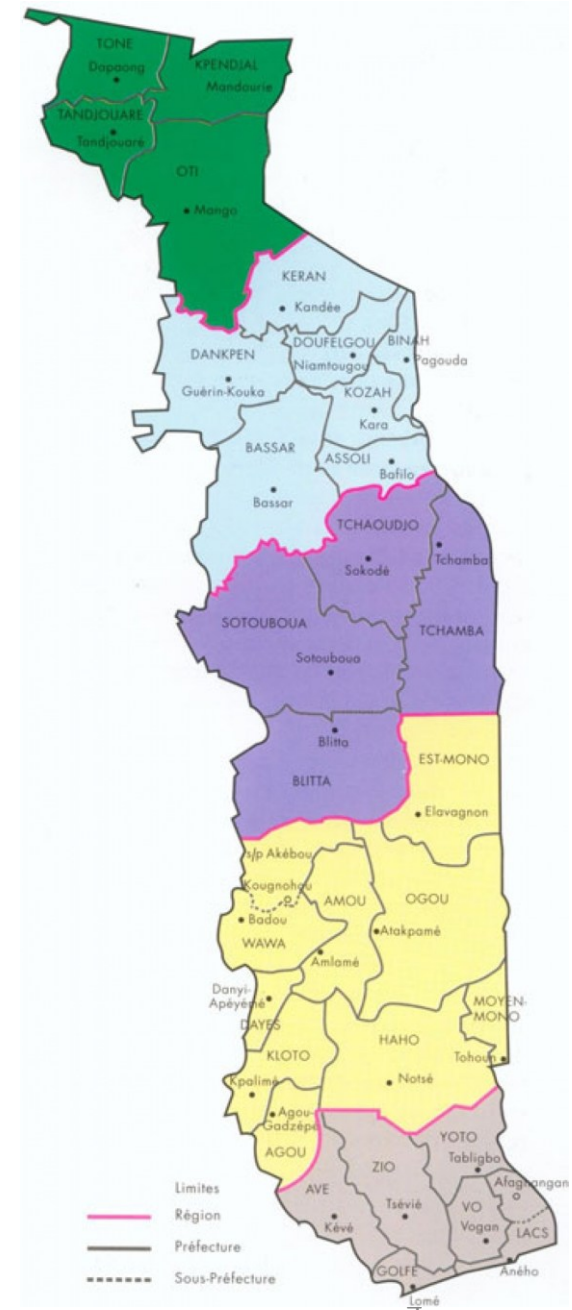 TONE
Dapaong
KPENDJAL
Mandourie
TANDJOUARE
Tandjouaré
OTI
Mango
KERAN
Kandée
DANKPEN
Guérin-Kouka
DOUFELGOU
Niamtougou
BINAH
Pagouda
KOZAH
Kara
BASSAR
Bassar
ASSOLI
Bafilo
TCHAOUDJO
Sokodé
Tchamba
TCHAMBA
SOTOUBOUA
Sotouboua
Blitta
BLITTA
EST-MONO
Elavagnon
s/p Akébou
Kougnohou
AMOU
OGOU
Badou
WAWA
Atakpamé
Amlamé
Danyi-
Apéyémé
DAYES
MOYEN-
MONO
HAHO
KLOTO
Tohoun
Kpalimé
Notsé
Agou-
Gadzépé
AGOU
YOTO
Tabligbo
ZIO
AVE
Afagnangan
VO
Vogan
Tsévié
Kévé
LACS
GOLFE
Aného
Lomé
Limites
Région
Préfecture
Sous-Préfecture